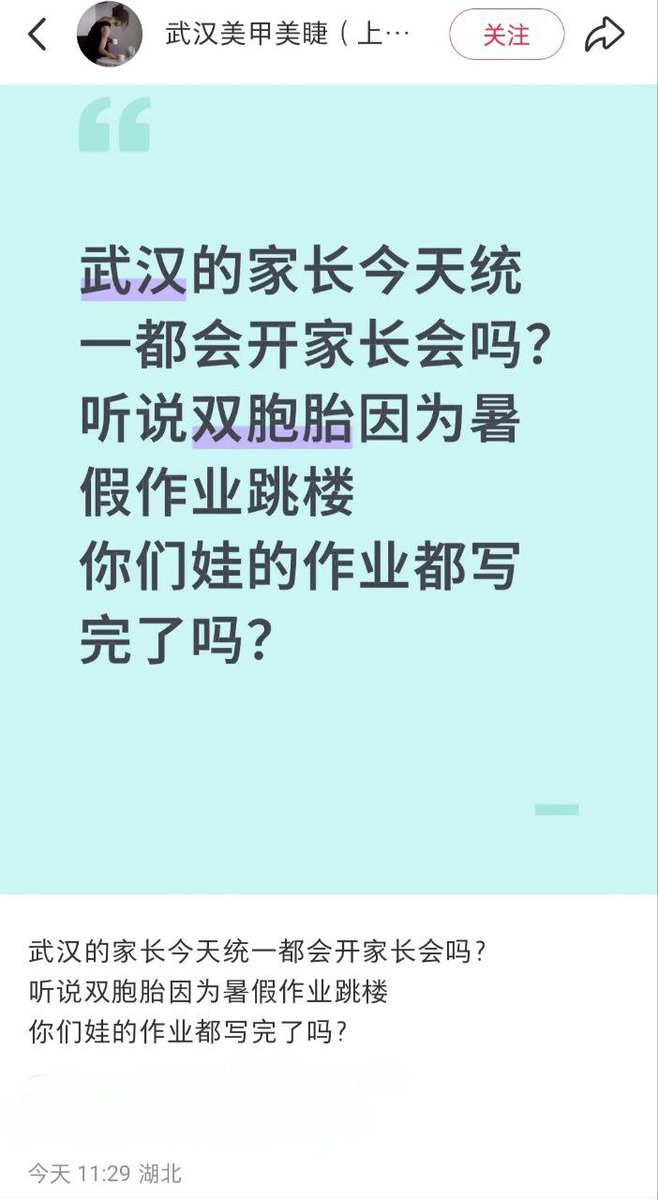 武汉美甲美睫（上…
关注
武汉的家长今天统
一都会开家长会吗?
听说双胞胎因为暑
假作业跳楼
你们娃的作业都写
完了吗?
武汉的家长今天统一都会开家长会吗?
听说双胞胎因为暑假作业跳楼
你们娃的作业都写完了吗?
今天 11:29 湖北